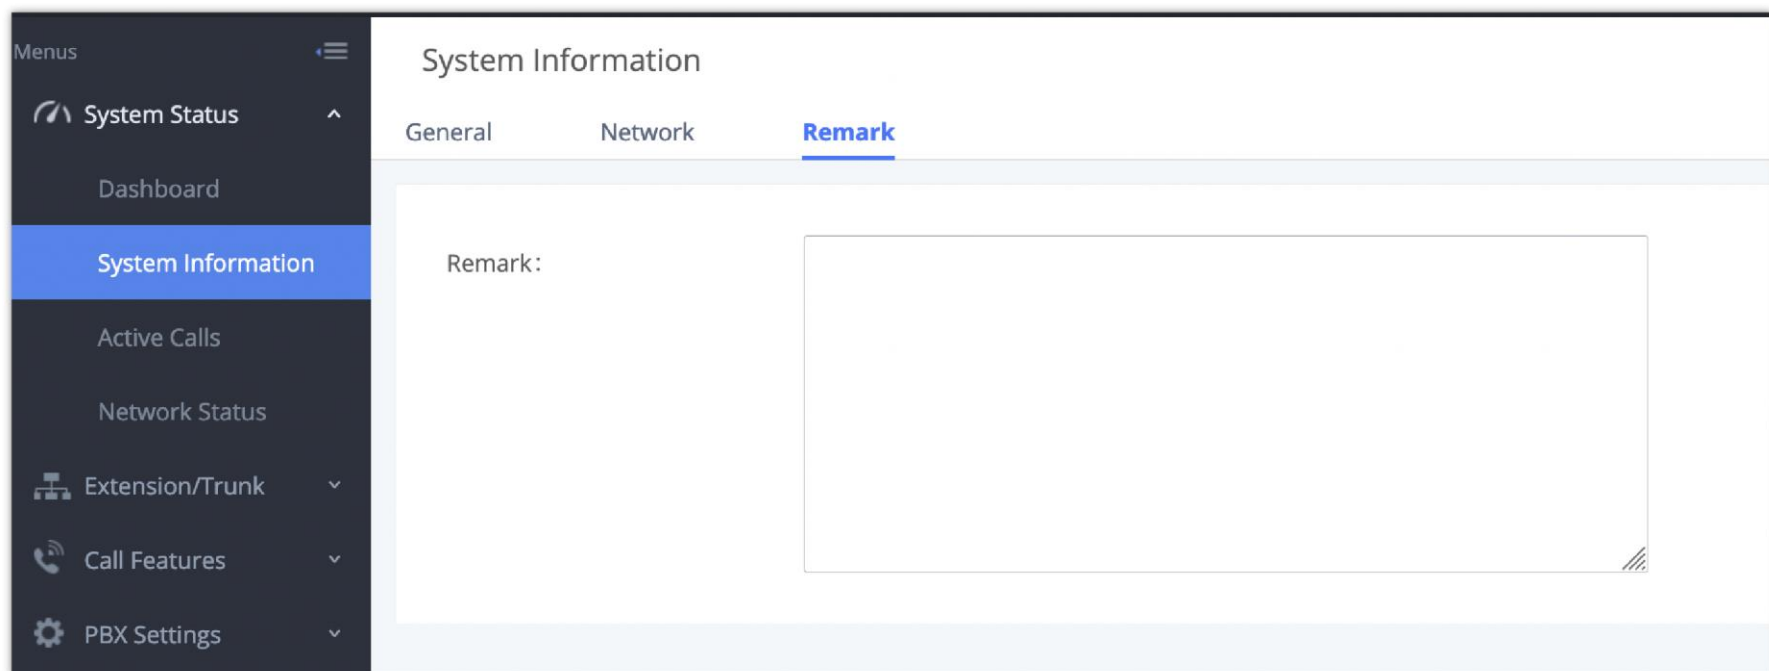 Menus
System Status
Dashboard
System Information
Active Calls
Network Status
Extension/Trunk
Call Features
PBX Settings
System Information
General Network Remark
Remark: